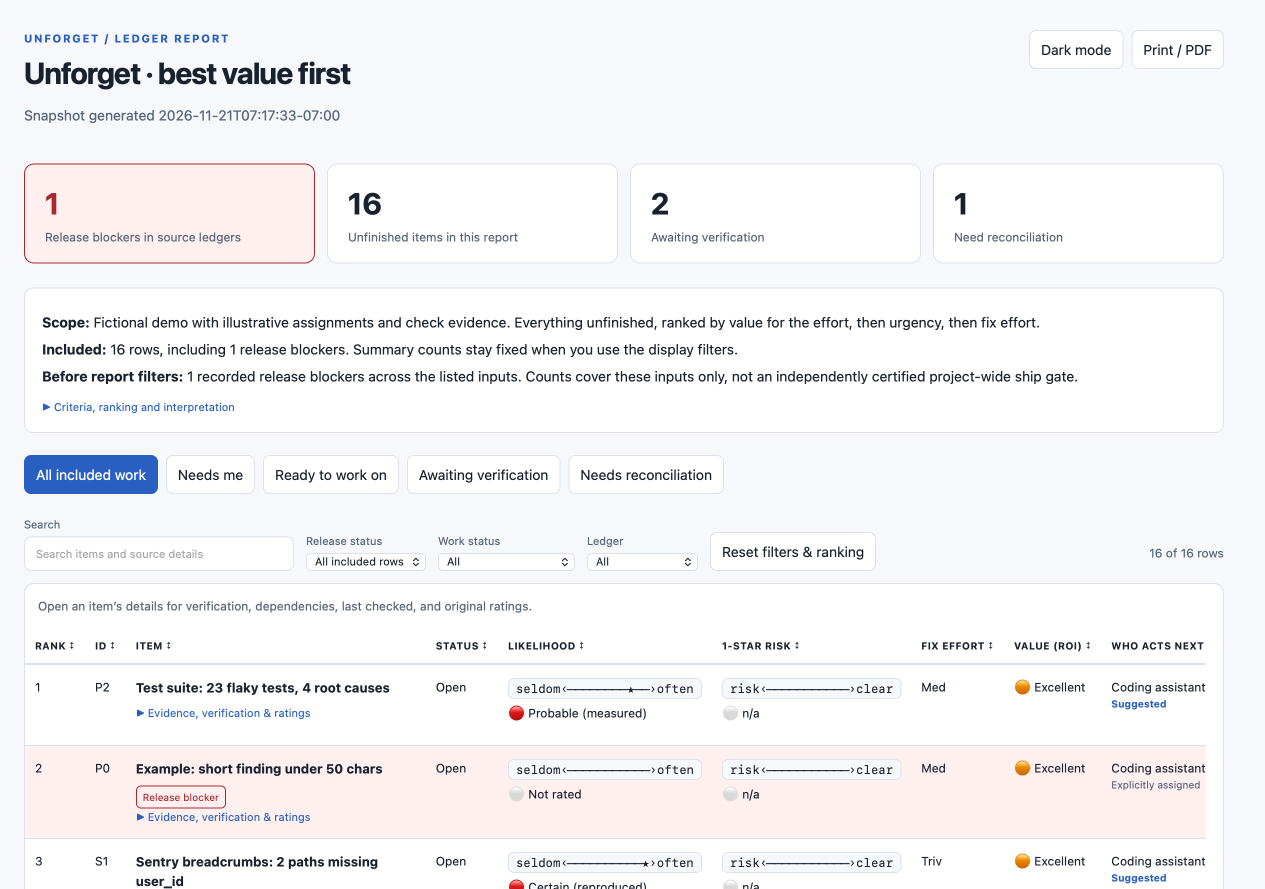 UNFORGET / LEDGER REPORT
Unforget · best value first
Snapshot generated 2026-11-21T07:17:33-07:00
Dark mode
Print / PDF
1
Release blockers in source ledgers
16
Unfinished items in this report
2
Awaiting verification
1
Need reconciliation
Scope: Fictional demo with illustrative assignments and check evidence. Everything unfinished, ranked by value for the effort, then urgency, then fix effort.
Included: 16 rows, including 1 release blockers. Summary counts stay fixed when you use the display filters.
Before report filters: 1 recorded release blockers across the listed inputs. Counts cover these inputs only, not an independently certified project-wide ship gate.
▶ Criteria, ranking and interpretation
All included work
Needs me
Ready to work on
Awaiting verification
Needs reconciliation
Search
Search items and source details
Release status
All included rows
Work status
All
Ledger
All
Reset filters & ranking
16 of 16 rows
Open an item's details for verification, dependencies, last checked, and original ratings.
RANK ↕ ID ↕ ITEM ↕ STATUS ↕ LIKELIHOOD ↕ 1-STAR RISK ↕ FIX EFFORT ↕ VALUE (ROI) ↕ WHO ACTS NEXT
1 P2 Test suite: 23 flaky tests, 4 root causes Open seldom‹──────────★──›often risk‹─────────────›clear Med Excellent Coding assistant
▶ Evidence, verification & ratings Probable (measured) n/a Suggested
2 P0 Example: short finding under 50 chars Open seldom‹─────────────›often risk‹─────────────›clear Med Excellent Coding assistant
Release blocker Not rated n/a Explicitly assigned
▶ Evidence, verification & ratings
3 S1 Sentry breadcrumbs: 2 paths missing Open seldom‹────────────★›often risk‹─────────────›clear Triv Excellent Coding assistant
user_id Certain (reproduced) n/a Suggested